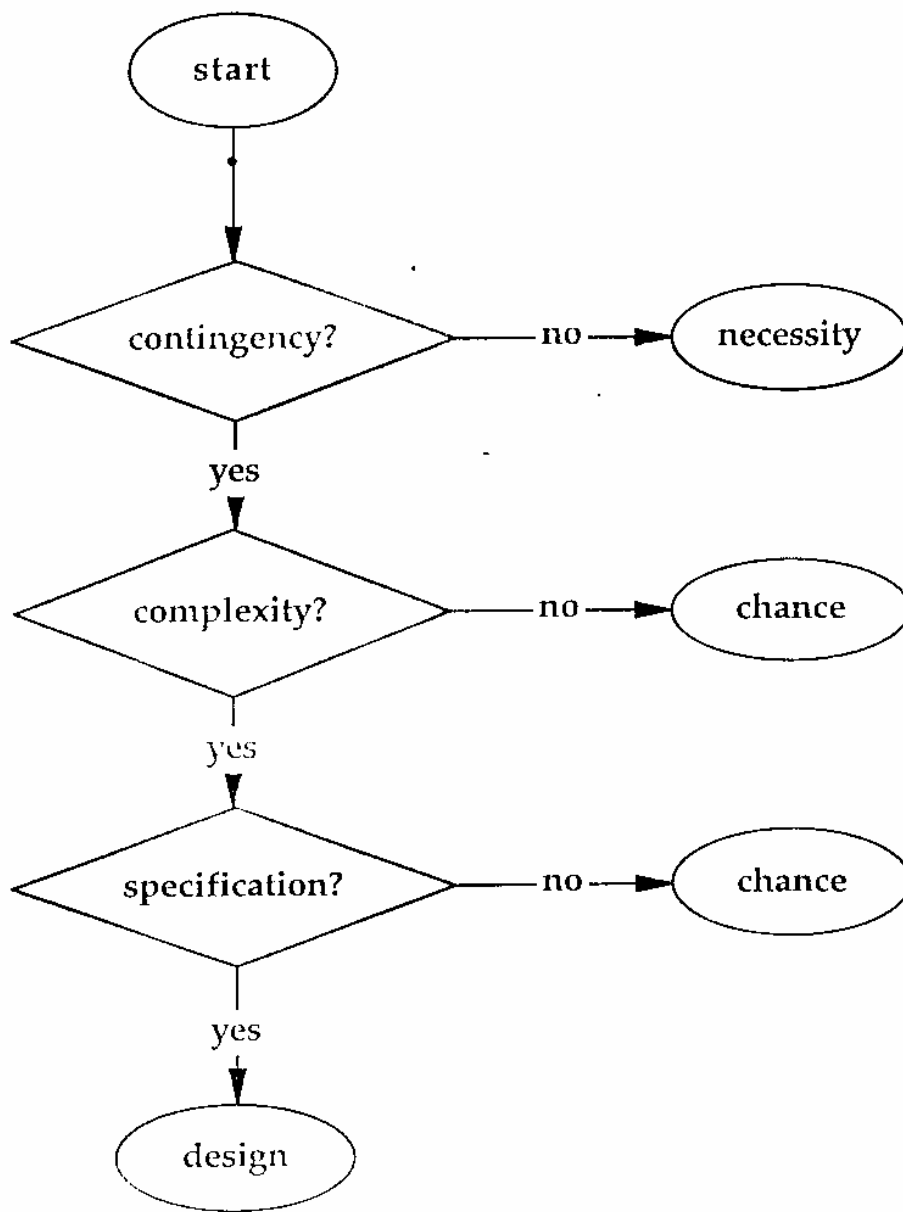 start
contingency?
no
necessity
yes
complexity?
no
chance
yes
specification?
no
chance
yes
design